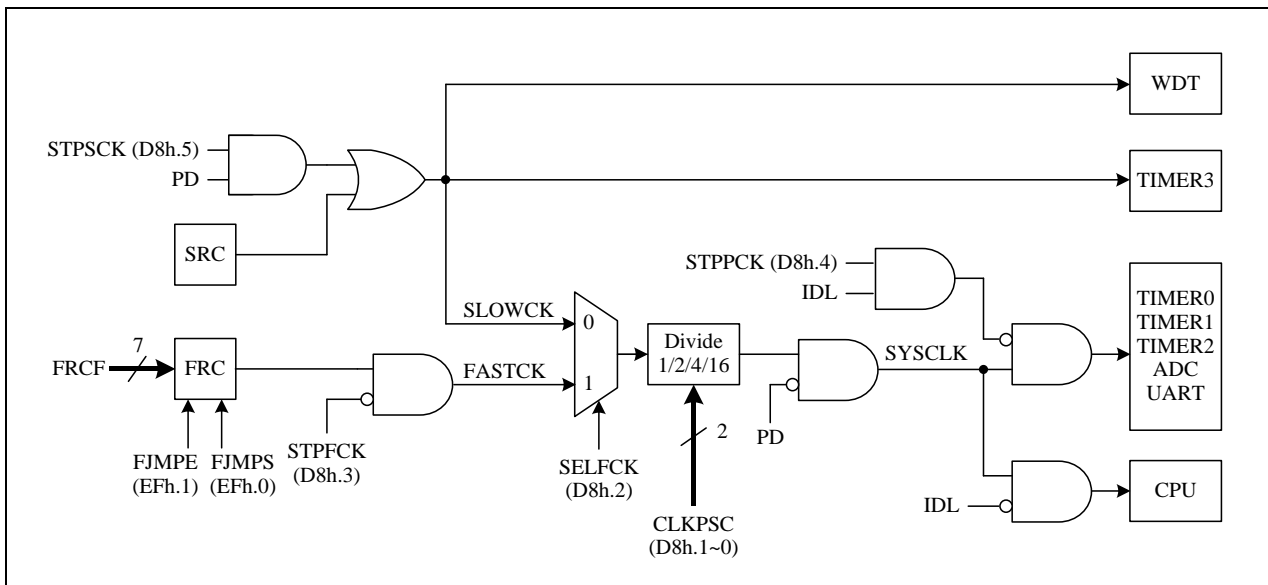 WDT
STPSCK (D8h.5)
PD
TIMER3
SRC
STPPCK (D8h.4)
IDL
SLOWCK
0
TIMER0
TIMER1
TIMER2
ADC
UART
Divide
1/2/4/16
7
FRCF
FRC
FASTCK
1
SYSCLK
STPFCK
(D8h.3)
FJMPE
(EFh.1)
FJMPS
(EFh.0)
SELFCK
(D8h.2)
2
PD
CPU
IDL
CLKPSC
(D8h.1~0)